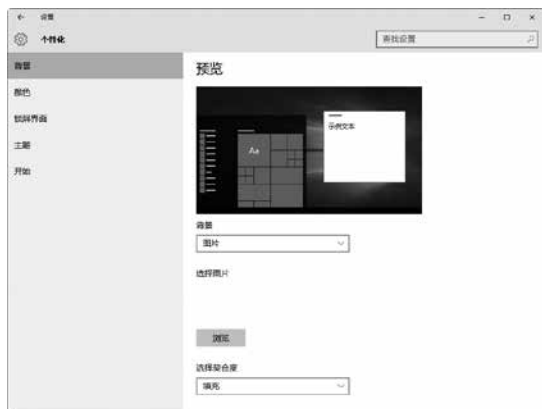 设置
个性化
查找设置
背景
颜色
锁屏界面
主题
开始
预览
Aa
示例文本
背景
图片
选择图片
浏览
选择契合度
填充